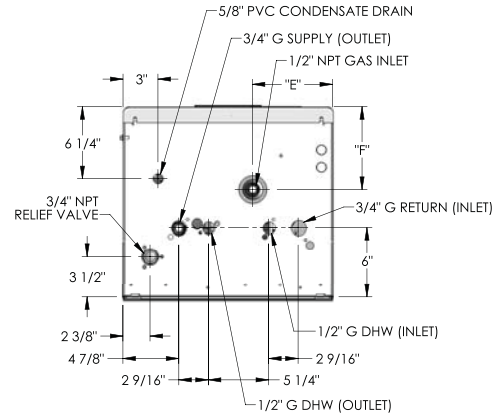 5/8" PVC CONDENSATE DRAIN
3/4" G SUPPLY (OUTLET)
1/2" NPT GAS INLET
3"
"E"
6 1/4"
"F"
3/4" NPT
RELIEF VALVE
3/4" G RETURN (INLET)
3 1/2"
6"
2 3/8"
1/2" G DHW (INLET)
4 7/8"
2 9/16"
2 9/16"
5 1/4"
1/2" G DHW (OUTLET)